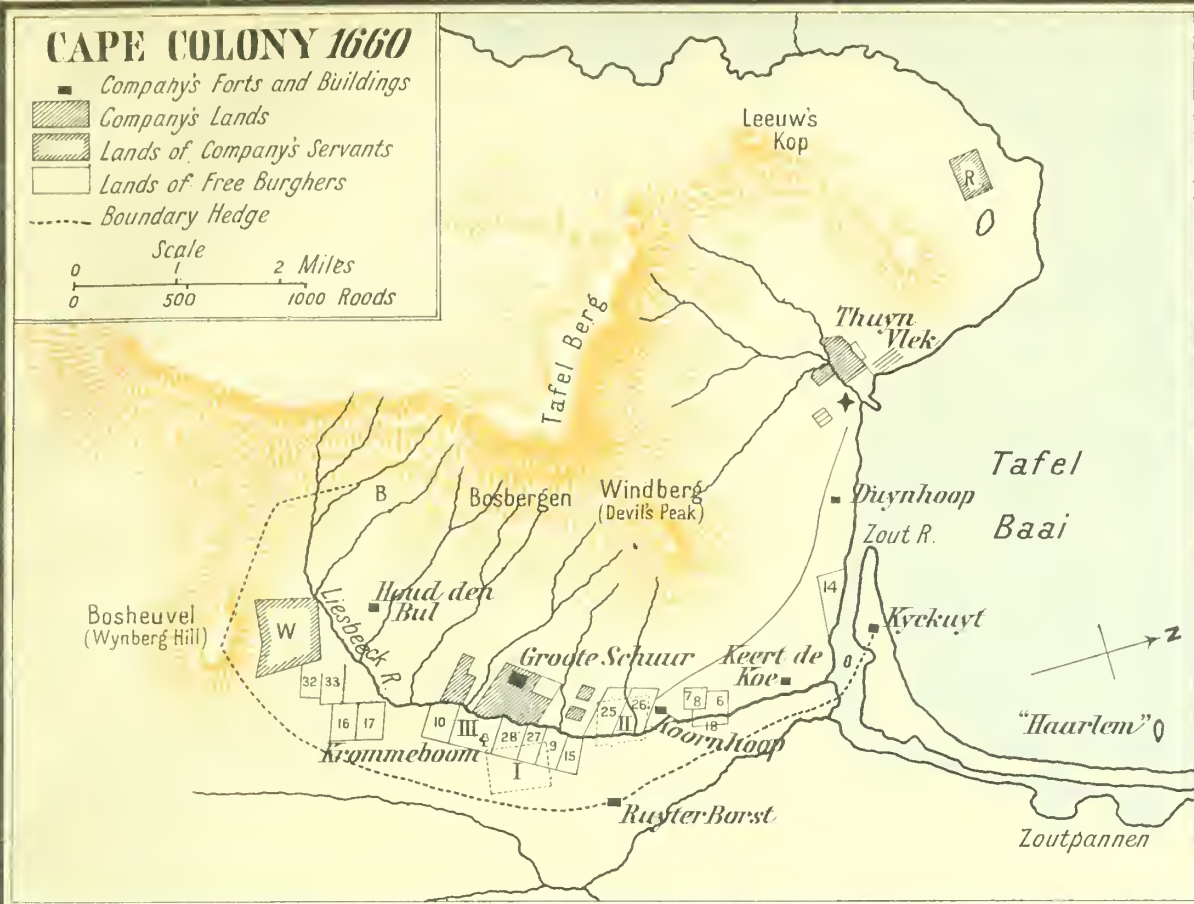 CAPE COLONY 1660
Company's Forts and Buildings
Company's Lands
Lands of Company's Servants
Lands of Free Burghers
Boundary Hedge
Scale
0 1 2 Miles
0 500 1000 Roods
Leeuw's
Kop
R
Thuyn
Vlek
Tafel Berg
Tafel
Baai
Duynhoop
Zout R.
Windberg
(Devil's Peak)
Bosbergen
B
14
Kyckuyt
Houd den
Bul
Liesbeeck R.
Bosheuvel
(Wynberg Hill)
W
Groote Schuur
Keert de
Koe
N
32 33
7 8 6
18
25 26
II
16 17
10
III
28 27 9 15
I
Koornhoop
Krommeboom
"Haarlem"
Ruyter Borst
Zoutpannen